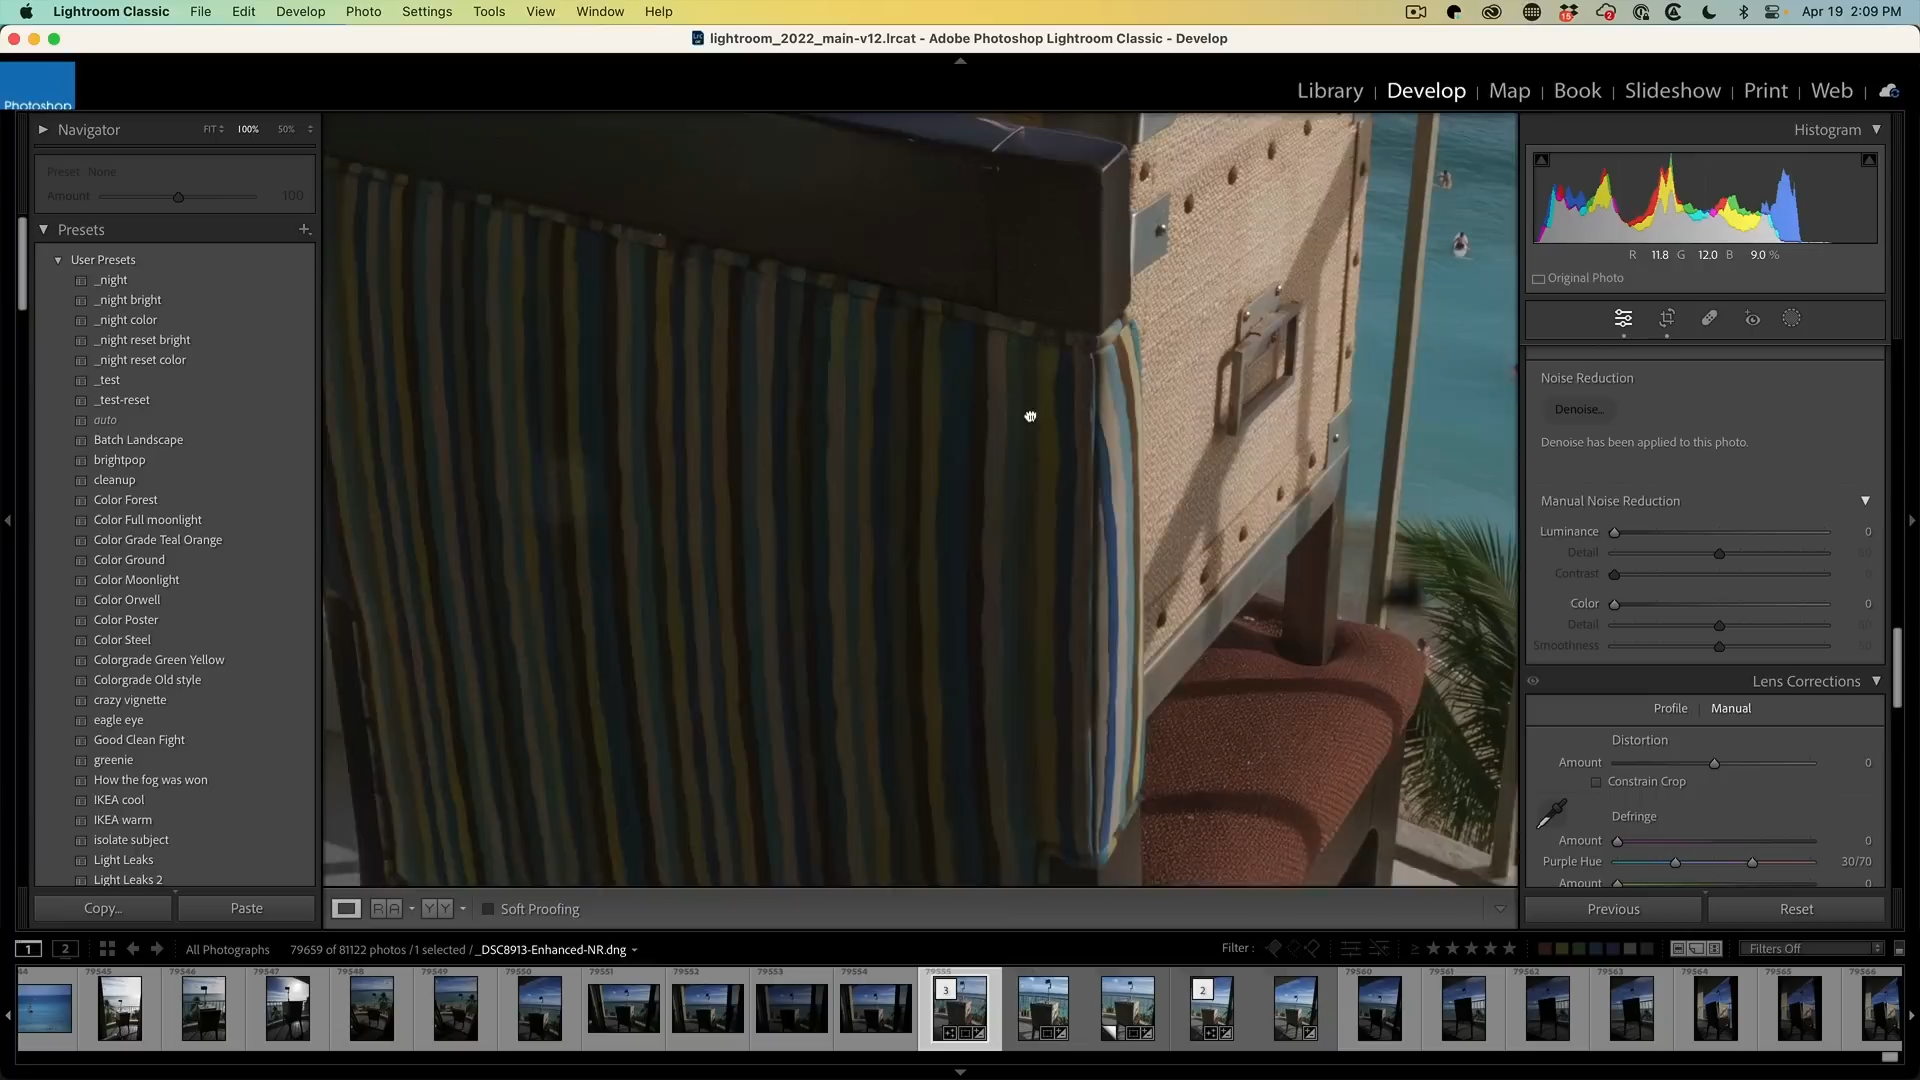 Lightroom Classic File Edit Develop Photo Settings Tools View Window Help Apr 19 2:09 PM
lightroom_2022_main-v12.lrcat - Adobe Photoshop Lightroom Classic - Develop
Photoshop
Library | Develop | Map | Book | Slideshow | Print | Web |
Navigator FIT 100% 50%
Preset None
Amount 100
Presets
User Presets
_night
_night bright
_night color
_night reset bright
_night reset color
_test
_test-reset
auto
Batch Landscape
brightpop
cleanup
Color Forest
Color Full moonlight
Color Grade Teal Orange
Color Ground
Color Moonlight
Color Orwell
Color Poster
Color Steel
Colorgrade Green Yellow
Colorgrade Old style
crazy vignette
eagle eye
Good Clean Fight
greenie
How the fog was won
IKEA cool
IKEA warm
isolate subject
Light Leaks
Light Leaks 2
Copy... Paste
Histogram
R 11.8 G 12.0 B 9.0 %
Original Photo
Noise Reduction
Denoise...
Denoise has been applied to this photo.
Manual Noise Reduction
Luminance 0
Detail 50
Contrast 0
Color 0
Detail
Smoothness 50
Lens Corrections
Profile | Manual
Distortion
Amount 0
Constrain Crop
Defringe
Amount 0
Purple Hue 30/70
Amount 0
Previous Reset
R A Y Y Soft Proofing
1 2 All Photographs 79659 of 81122 photos /1 selected /_DSC8913-Enhanced-NR.dng Filter : Filters Off
44 79545 79546 79547 79548 79549 79550 79551 79552 79553 79554 79555 79560 79561 79562 79563 79564 79565 79566
3 2